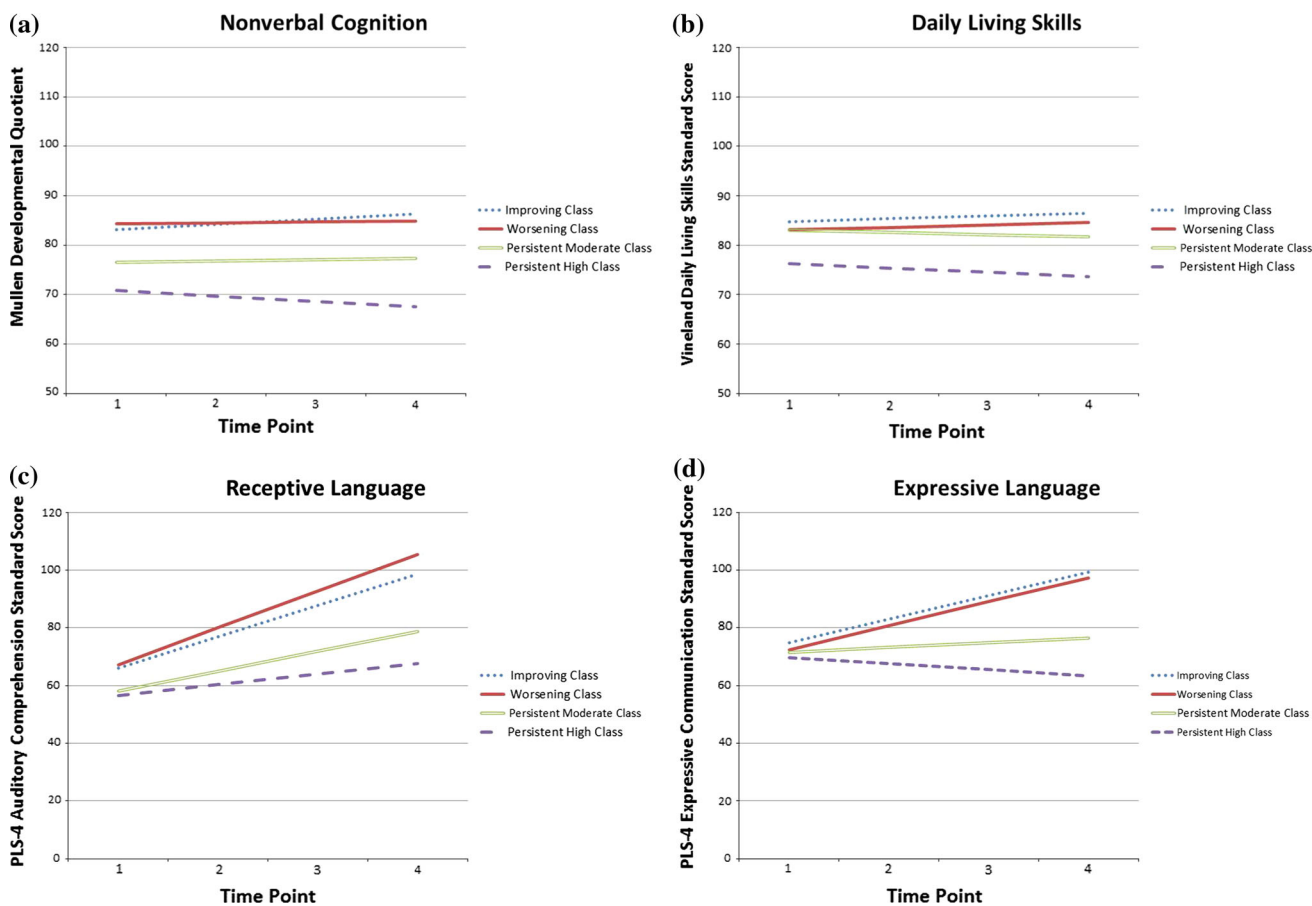 (a)
Nonverbal Cognition
Mullen Developmental Quotient
120
110
100
90
80
70
60
50
1 2 3 4
Time Point
Improving Class
Worsening Class
Persistent Moderate Class
Persistent High Class
(b)
Daily Living Skills
Vineland Daily Living Skills Standard Score
120
110
100
90
80
70
60
50
1 2 3 4
Time Point
Improving Class
Worsening Class
Persistent Moderate Class
Persistent High Class
(c)
Receptive Language
PLS-4 Auditory Comprehension Standard Score
120
100
80
60
40
20
0
1 2 3 4
Time Point
Improving Class
Worsening Class
Persistent Moderate Class
Persistent High Class
(d)
Expressive Language
PLS-4 Expressive Communication Standard Score
120
100
80
60
40
20
0
1 2 3 4
Time Point
Improving Class
Worsening Class
Persistent Moderate Class
Persistent High Class